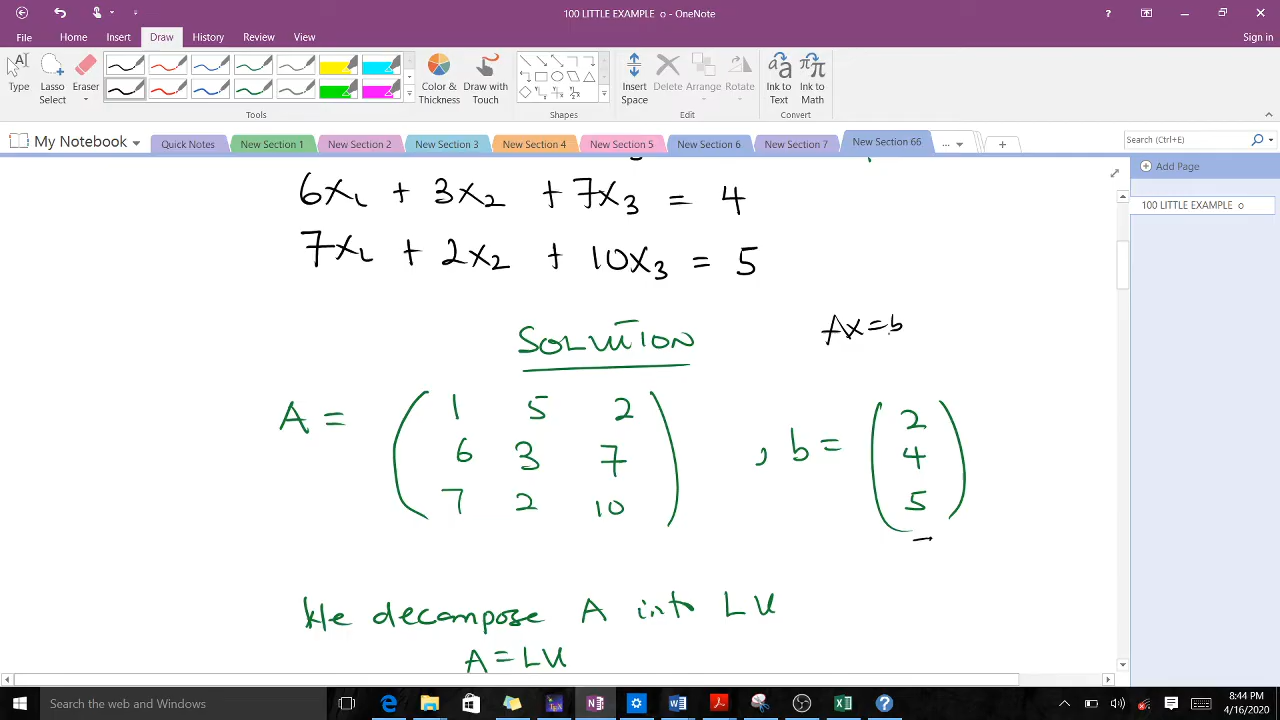 100 LITTLE EXAMPLE o - OneNote
File Home Insert Draw History Review View Sign in
Type Lasso Select Eraser Color & Thickness Draw with Touch Insert Space Delete Arrange Rotate Ink to Text Ink to Math
Tools Shapes Edit Convert
My Notebook Quick Notes New Section 1 New Section 2 New Section 3 New Section 4 New Section 5 New Section 6 New Section 7 New Section 66 ... Search (Ctrl+E)
Add Page
100 LITTLE EXAMPLE o
6x₁ + 3x₂ + 7x₃ = 4
7x₁ + 2x₂ + 10x₃ = 5
SOLUTION
Ax=b
A = ( 1 5 2
6 3 7
7 2 10 ) , b = ( 2
4
5 )
We decompose A into LU
A = LU
Search the web and Windows
8:44 PM
4/16/2020